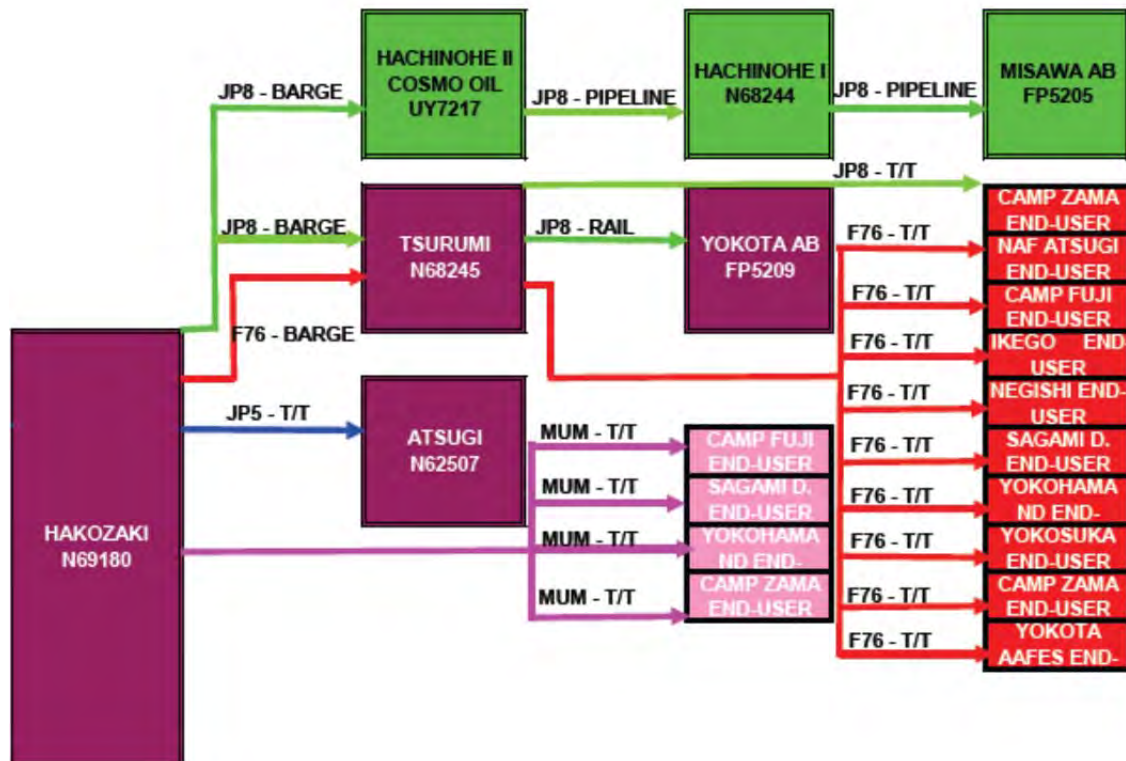 HACHINOHE II
COSMO OIL
UY7217
HACHINOHE I
N68244
MISAWA AB
FP5205
JP8 - BARGE
JP8 - PIPELINE
JP8 - PIPELINE
JP8 - T/T
JP8 - BARGE
TSURUMI
N68245
JP8 - RAIL
YOKOTA AB
FP5209
F76 - BARGE
HAKOZAKI
N69180
JP5 - T/T
ATSUGI
N62507
MUM - T/T
CAMP FUJI
END-USER
MUM - T/T
SAGAMI D.
END-USER
MUM - T/T
YOKOHAMA
ND END-
MUM - T/T
CAMP ZAMA
END-USER
CAMP ZAMA
END-USER
F76 - T/T
NAF ATSUGI
END-USER
F76 - T/T
CAMP FUJI
END-USER
F76 - T/T
IKEGO END-
USER
F76 - T/T
NEGISHI END-
USER
F76 - T/T
SAGAMI D.
END-USER
F76 - T/T
YOKOHAMA
ND END-
F76 - T/T
YOKOSUKA
END-USER
F76 - T/T
CAMP ZAMA
END-USER
F76 - T/T
YOKOTA
AAFES END-